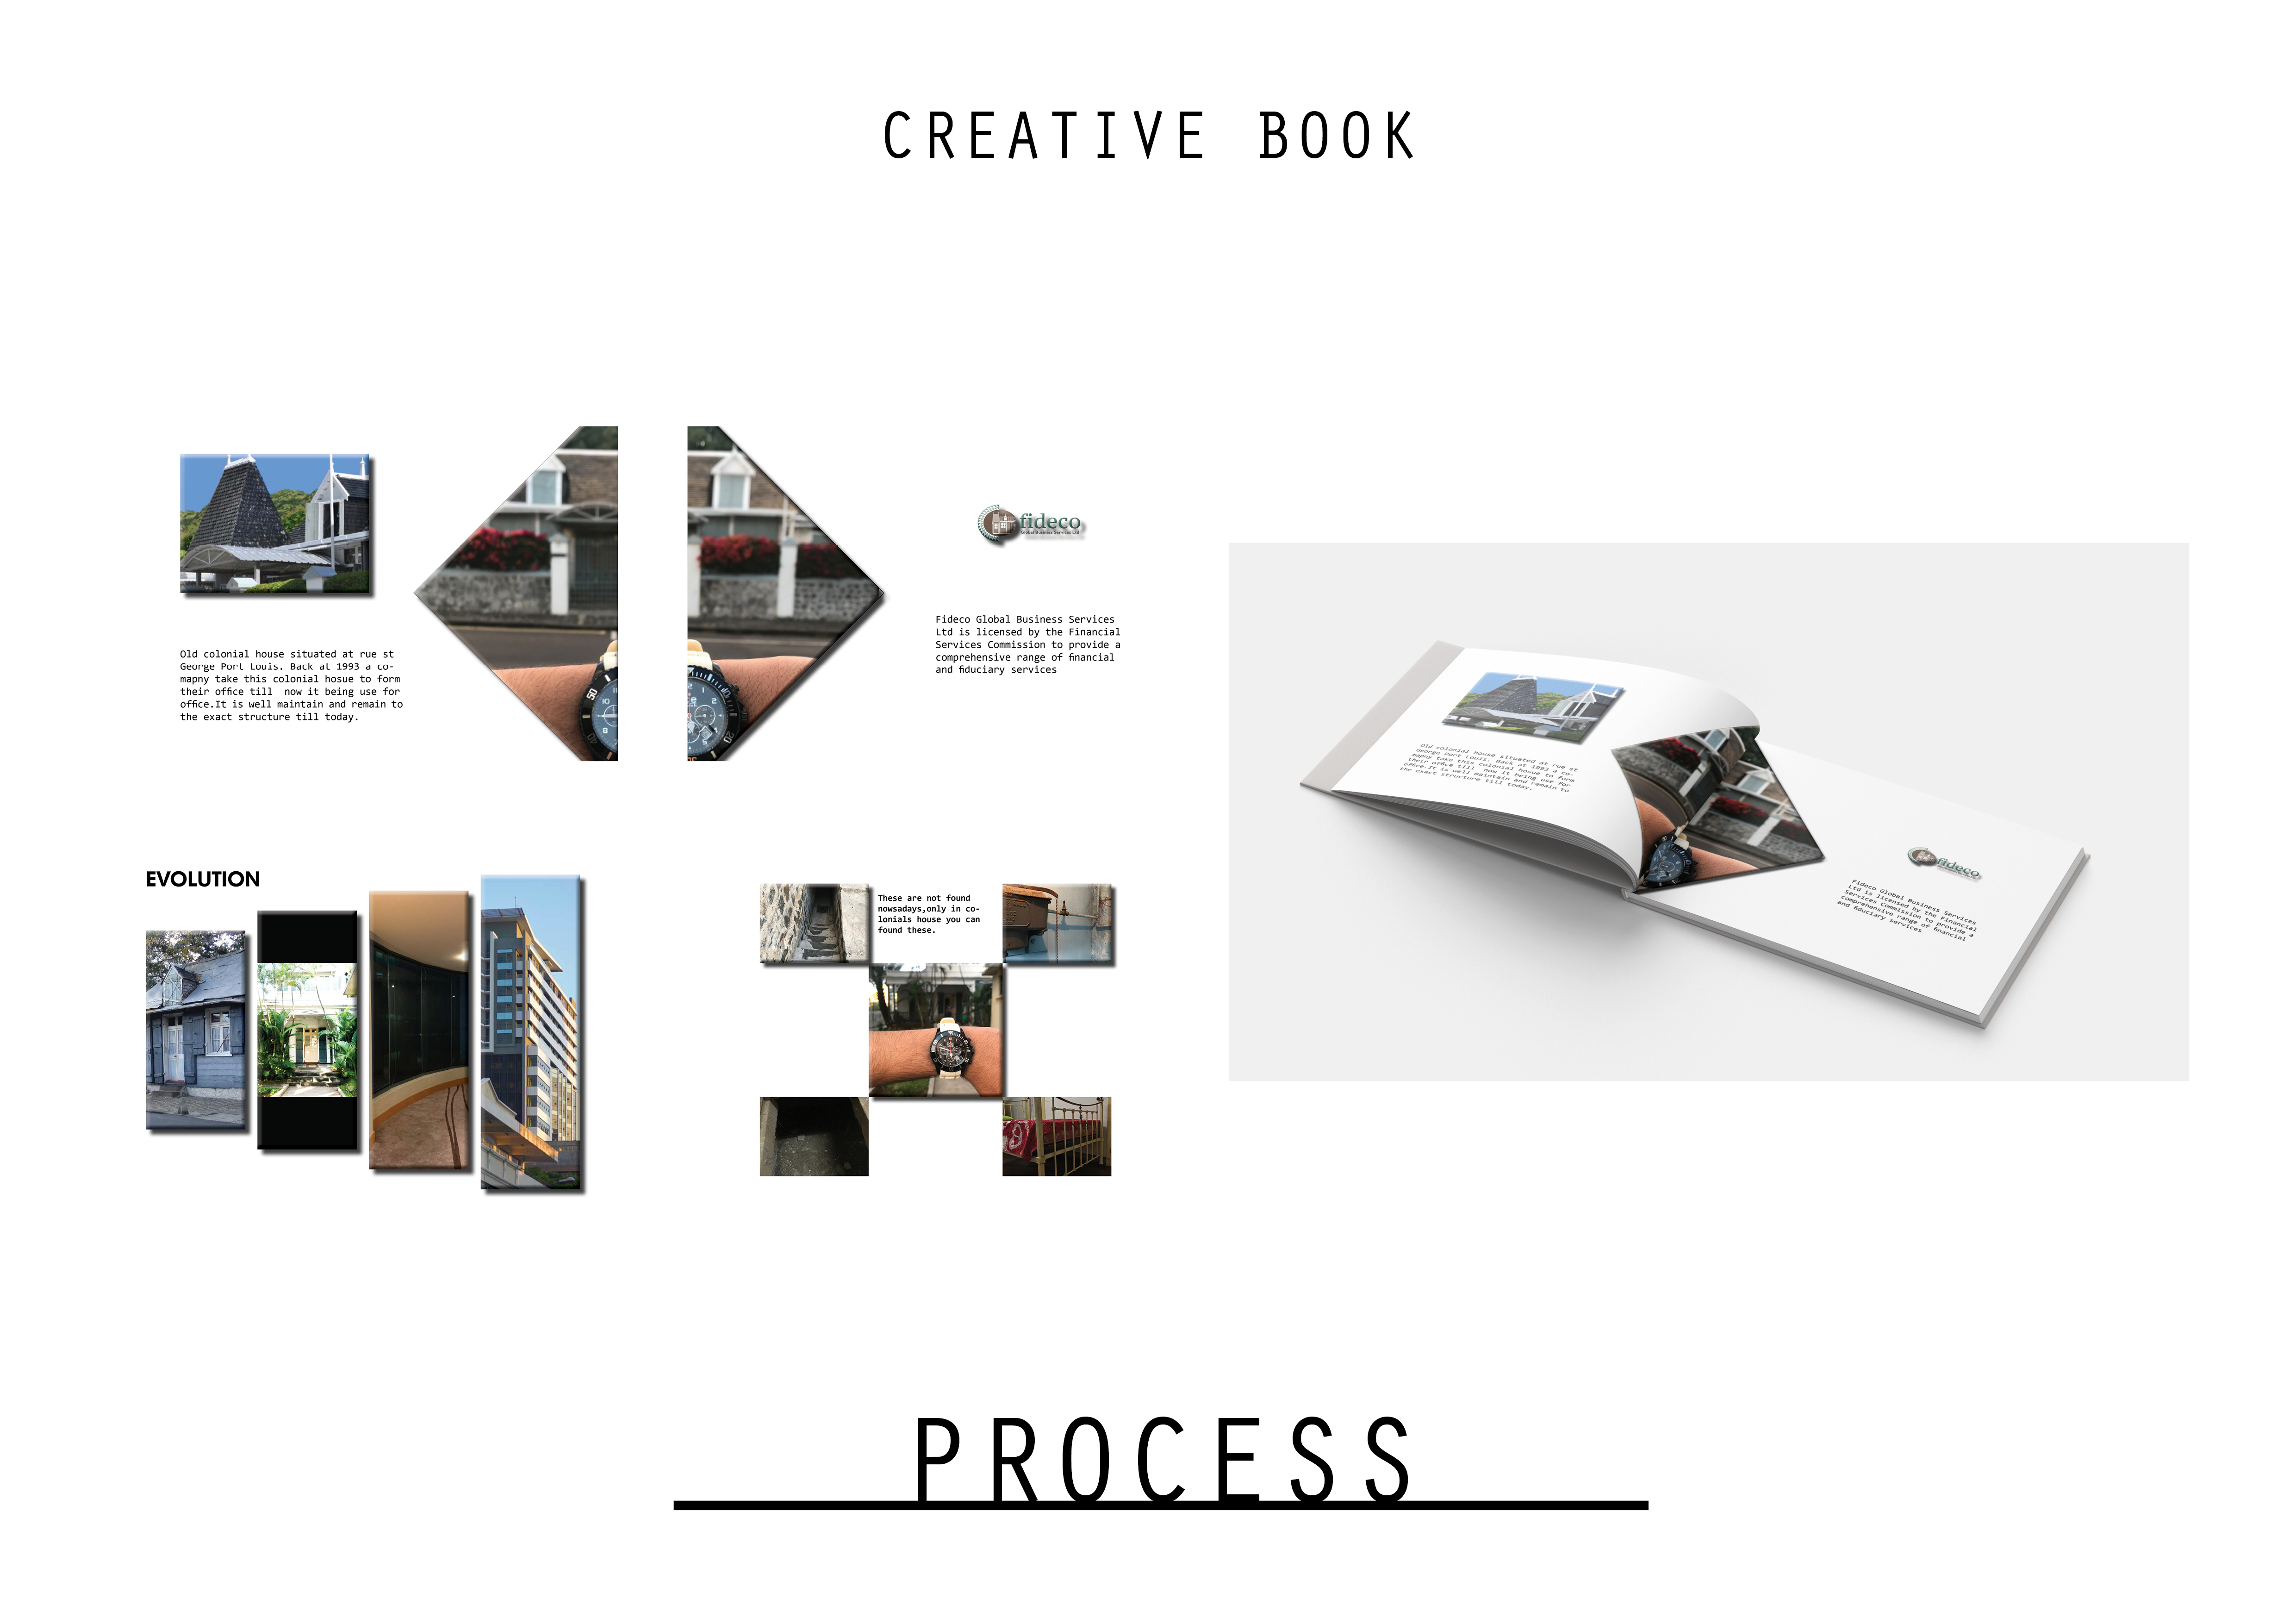 CREATIVE BOOK
Old colonial house situated at rue st
George Port Louis. Back at 1993 a co-
mapny take this colonial hosue to form
their office till  now it being use for
office.It is well maintain and remain to
the exact structure till today.
fideco
Global Business Services Ltd
Fideco Global Business Services
Ltd is licensed by the Financial
Services Commission to provide a
comprehensive range of financial
and fiduciary services
EVOLUTION
These are not found
nowsadays,only in co-
lonials house you can
found these.
Old colonial house situated at rue st
George Port Louis. Back at 1993 a co-
mapny take this colonial hosue to form
their office till  now it being use for
office.It is well maintain and remain to
the exact structure till today.
fideco
Fideco Global Business Services
Ltd is licensed by the Financial
Services Commission to provide a
comprehensive range of financial
and fiduciary services
PROCESS